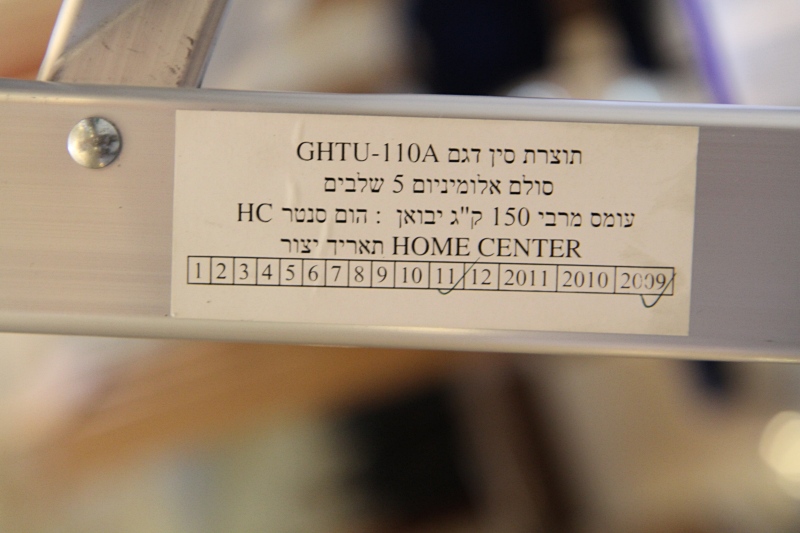 תוצרת סין דגם GHTU-110A
סולם אלומיניום 5 שלבים
עומס מרבי 150 ק"ג יבואן : הום סנטר HC
HOME CENTER תאריך יצור
1 2 3 4 5 6 7 8 9 10 11 12 2011 2010 2009